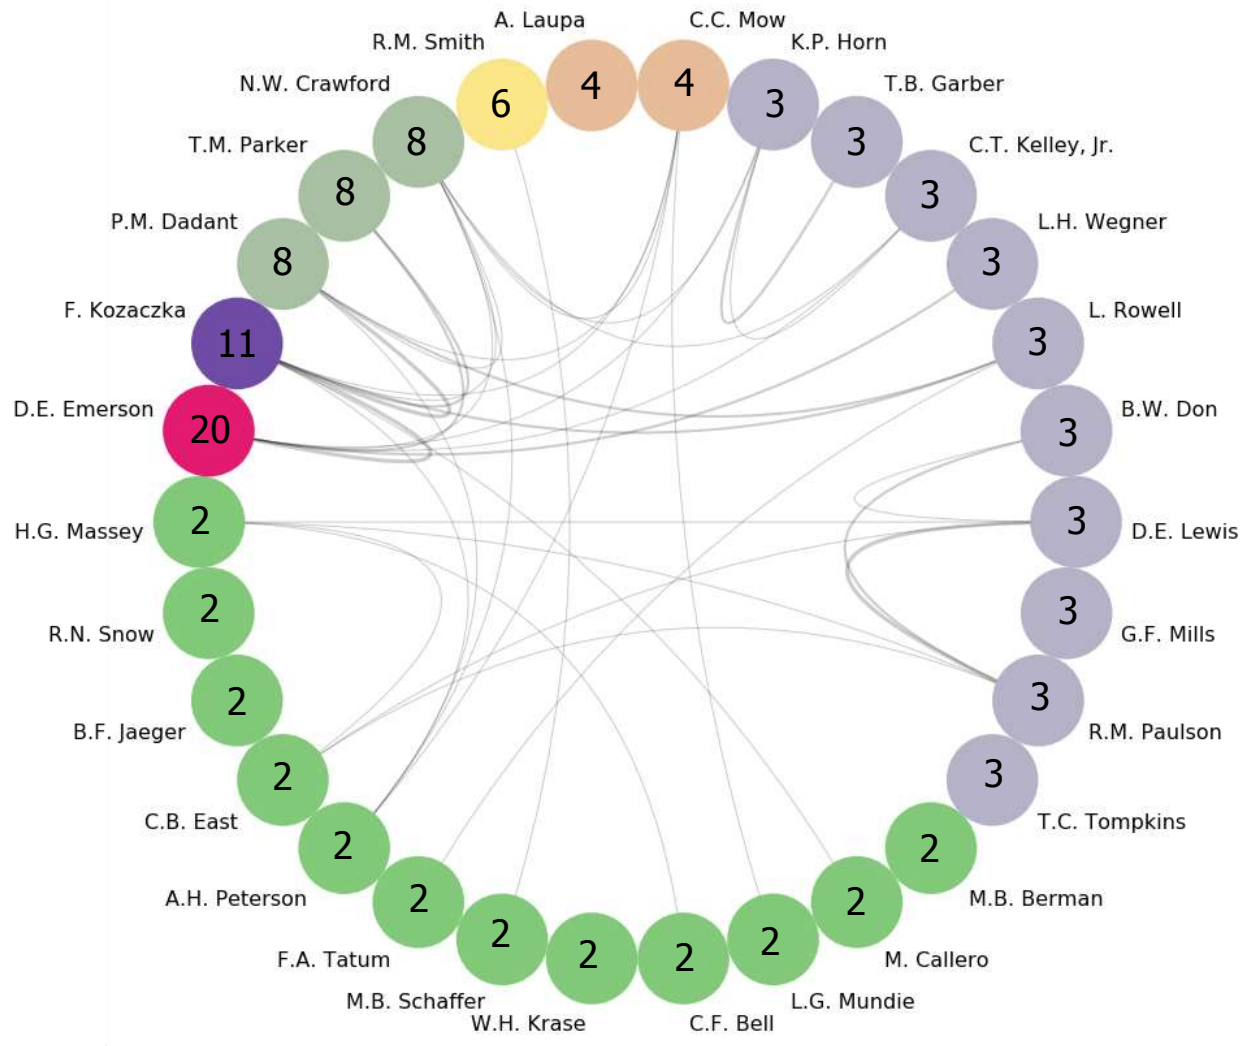 A. Laupa
C.C. Mow
R.M. Smith
K.P. Horn
N.W. Crawford
T.B. Garber
T.M. Parker
C.T. Kelley, Jr.
P.M. Dadant
L.H. Wegner
F. Kozaczka
L. Rowell
D.E. Emerson
B.W. Don
H.G. Massey
D.E. Lewis
R.N. Snow
G.F. Mills
B.F. Jaeger
R.M. Paulson
C.B. East
T.C. Tompkins
A.H. Peterson
M.B. Berman
F.A. Tatum
M. Callero
M.B. Schaffer
L.G. Mundie
W.H. Krase
C.F. Bell
4
4
6
3
8
3
8
3
8
3
11
3
20
3
2
3
2
3
2
3
2
3
2
2
2
2
2
2
2
2